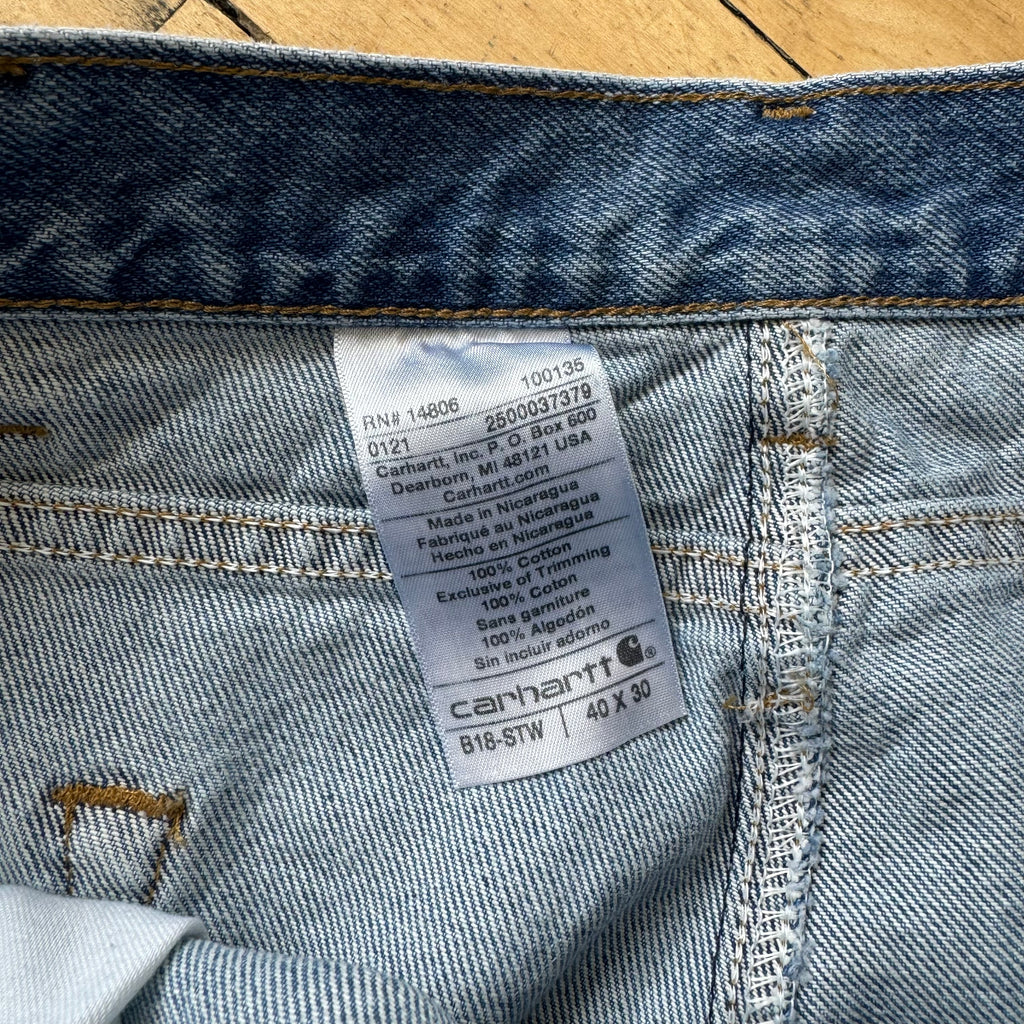 100135
RN# 14806
0121 2500037379
Carhartt, Inc. P. O. Box 600
Dearborn, MI 48121 USA
Carhartt.com
Made in Nicaragua
Fabriqué au Nicaragua
Hecho en Nicaragua
100% Cotton
Exclusive of Trimming
100% Coton
Sans garniture
100% Algodón
Sin incluir adorno
carhartt®
B18-STW | 40 X 30